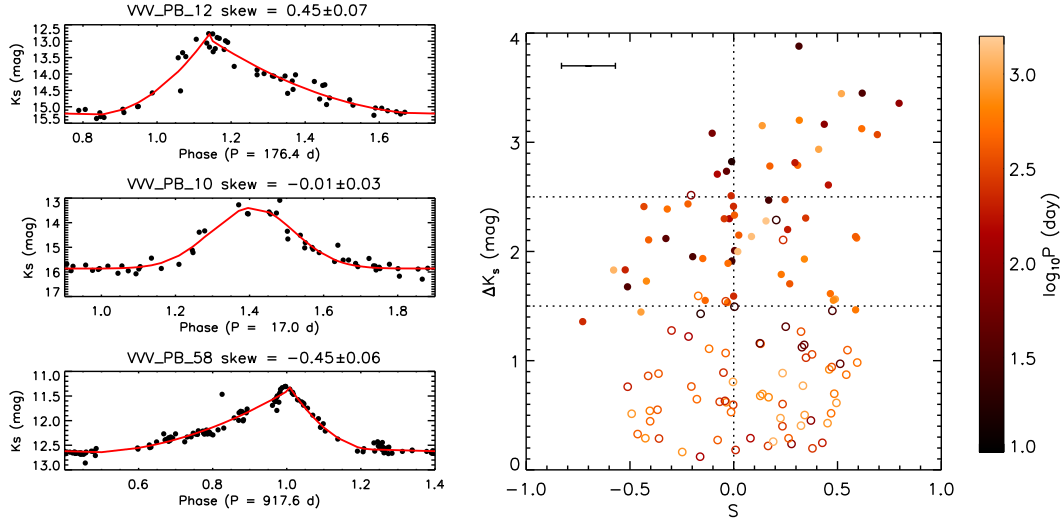 VVV_PB_12 skew = 0.45±0.07
12.5
13.0
13.5
14.0
14.5
15.0
15.5
Ks (mag)
0.8 1.0 1.2 1.4 1.6
Phase (P = 176.4 d)
VVV_PB_10 skew = −0.01±0.03
13
14
15
16
17
Ks (mag)
1.0 1.2 1.4 1.6 1.8
Phase (P = 17.0 d)
VVV_PB_58 skew = −0.45±0.06
11.0
11.5
12.0
12.5
13.0
Ks (mag)
0.6 0.8 1.0 1.2 1.4
Phase (P = 917.6 d)
4
3
2
1
0
ΔKs (mag)
−1.0 −0.5 0.0 0.5 1.0
S
3.0
2.5
2.0
1.5
1.0
log10P (day)